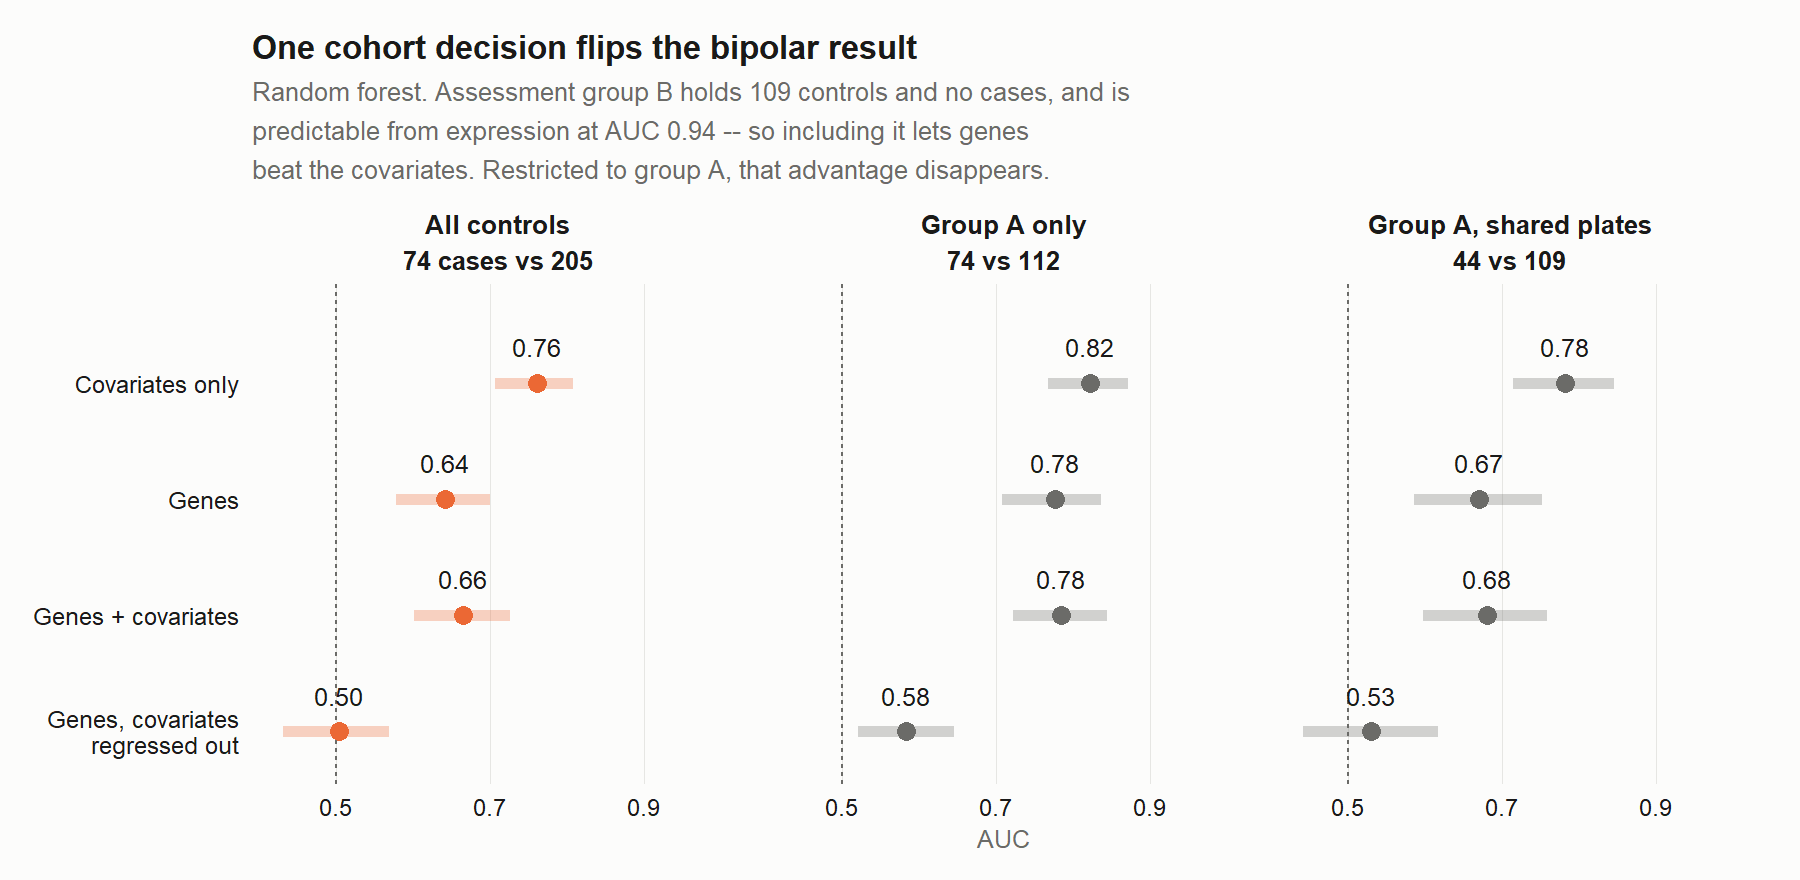 One cohort decision flips the bipolar result
Random forest. Assessment group B holds 109 controls and no cases, and is
predictable from expression at AUC 0.94 -- so including it lets genes
beat the covariates. Restricted to group A, that advantage disappears.
All controls
74 cases vs 205
Group A only
74 vs 112
Group A, shared plates
44 vs 109
Covariates only
0.76
0.82
0.78
Genes
0.64
0.78
0.67
Genes + covariates
0.66
0.78
0.68
Genes, covariates
regressed out
0.50
0.58
0.53
0.5 0.7 0.9
0.5 0.7 0.9
0.5 0.7 0.9
AUC